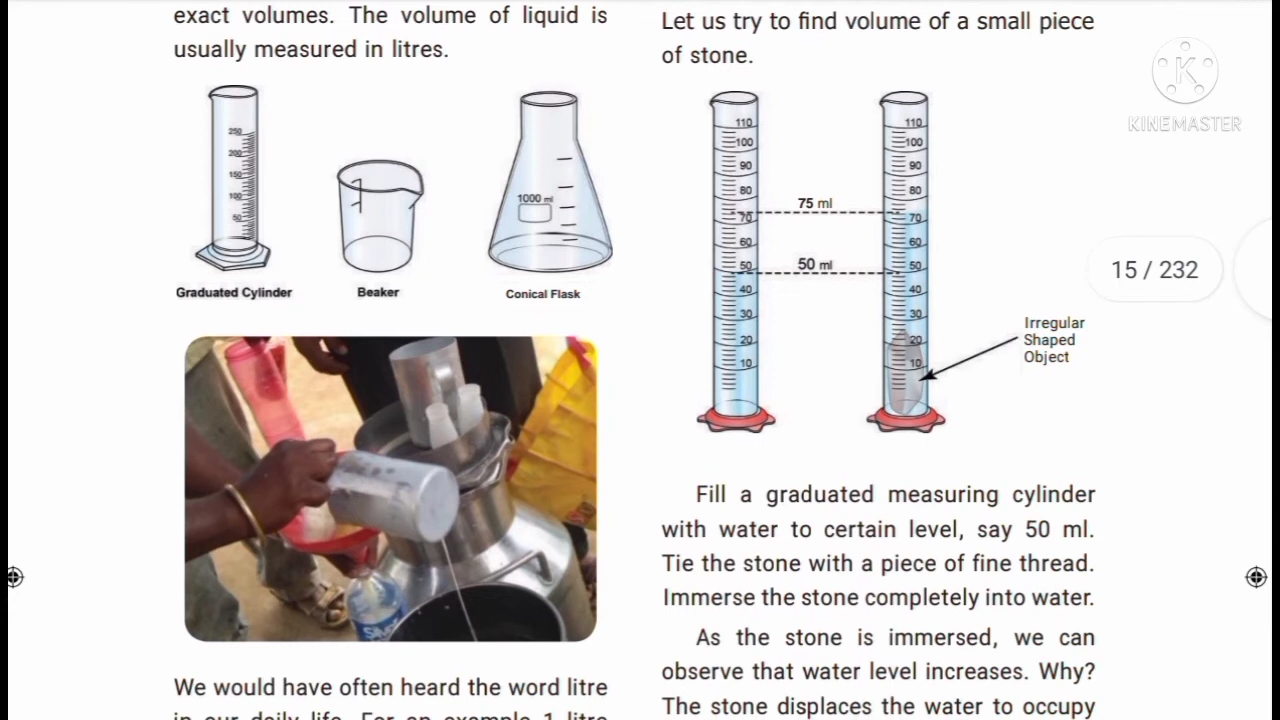 exact volumes. The volume of liquid is
usually measured in litres.
250
200
150
100
50
1000 ml
Graduated Cylinder
Beaker
Conical Flask
We would have often heard the word litre
Let us try to find volume of a small piece
of stone.
110
100
90
80
70
60
50
40
30
20
10
75 ml
50 ml
110
100
90
80
70
60
50
40
30
20
10
Irregular
Shaped
Object
Fill a graduated measuring cylinder
with water to certain level, say 50 ml.
Tie the stone with a piece of fine thread.
Immerse the stone completely into water.
As the stone is immersed, we can
observe that water level increases. Why?
The stone displaces the water to occupy
K
KINEMASTER
15 / 232